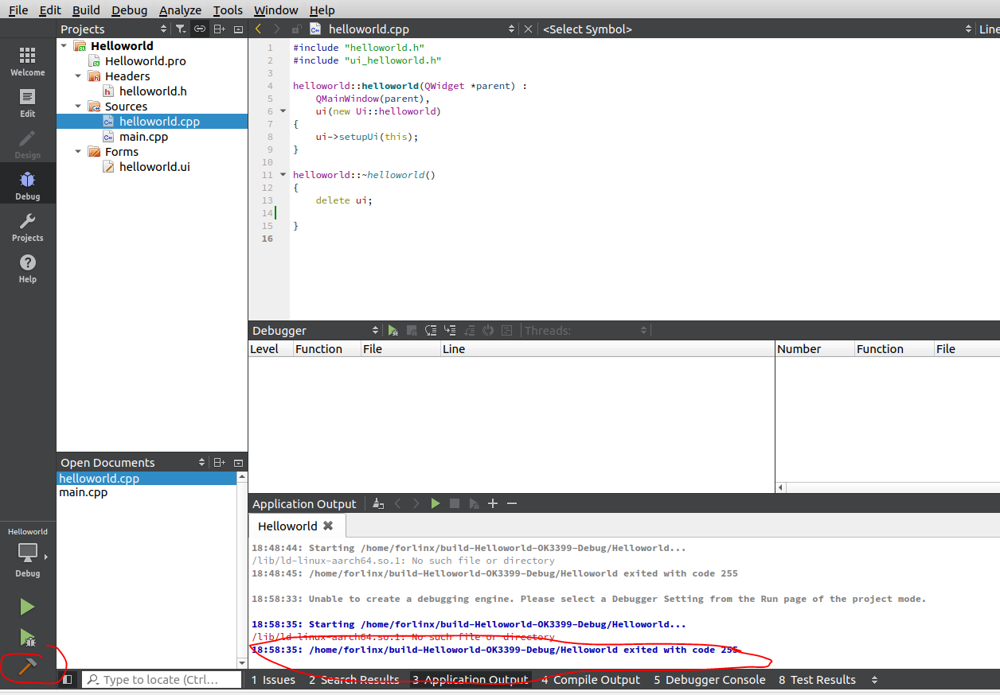 File Edit Build Debug Analyze Tools Window Help
Projects
helloworld.cpp
<Select Symbol>
Line
Welcome
Edit
Design
Debug
Projects
Help
Helloworld
Helloworld.pro
Headers
helloworld.h
Sources
helloworld.cpp
main.cpp
Forms
helloworld.ui
1 #include "helloworld.h"
2 #include "ui_helloworld.h"
3
4 helloworld::helloworld(QWidget *parent) :
5 QMainWindow(parent),
6 ui(new Ui::helloworld)
7 {
8 ui->setupUi(this);
9 }
10
11 helloworld::~helloworld()
12 {
13 delete ui;
14
15 }
16
Debugger
Threads:
Level Function File Line
Number Function File
Open Documents
helloworld.cpp
main.cpp
Helloworld
Debug
Application Output
Helloworld
18:48:44: Starting /home/forlinx/build-Helloworld-OK3399-Debug/Helloworld...
/lib/ld-linux-aarch64.so.1: No such file or directory
18:48:45: /home/forlinx/build-Helloworld-OK3399-Debug/Helloworld exited with code 255
18:58:33: Unable to create a debugging engine. Please select a Debugger Setting from the Run page of the project mode.
18:58:35: Starting /home/forlinx/build-Helloworld-OK3399-Debug/Helloworld...
/lib/ld-linux-aarch64.so.1: No such file or directory
18:58:35: /home/forlinx/build-Helloworld-OK3399-Debug/Helloworld exited with code 255
Type to locate (Ctrl...
1 Issues 2 Search Results 3 Application Output 4 Compile Output 5 Debugger Console 8 Test Results